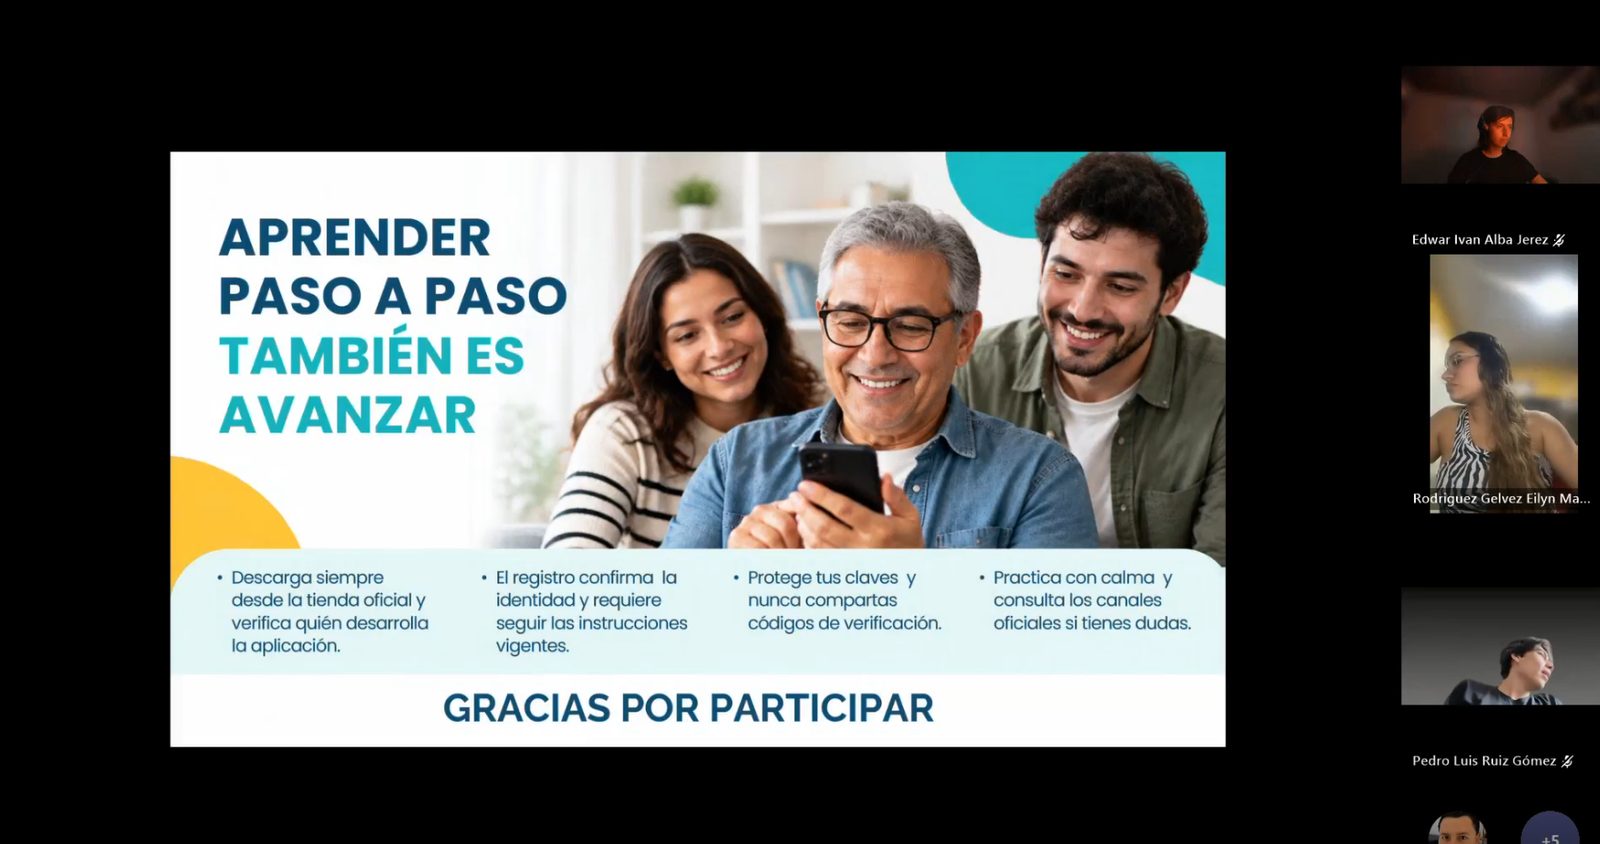 APRENDER
PASO A PASO
TAMBIÉN ES
AVANZAR
• Descarga siempre
desde la tienda oficial y
verifica quién desarrolla
la aplicación.
• El registro confirma la
identidad y requiere
seguir las instrucciones
vigentes.
• Protege tus claves y
nunca compartas
códigos de verificación.
• Practica con calma y
consulta los canales
oficiales si tienes dudas.
GRACIAS POR PARTICIPAR
Edwar Ivan Alba Jerez
Rodriguez Gelvez Eilyn Ma...
Pedro Luis Ruiz Gómez
+5